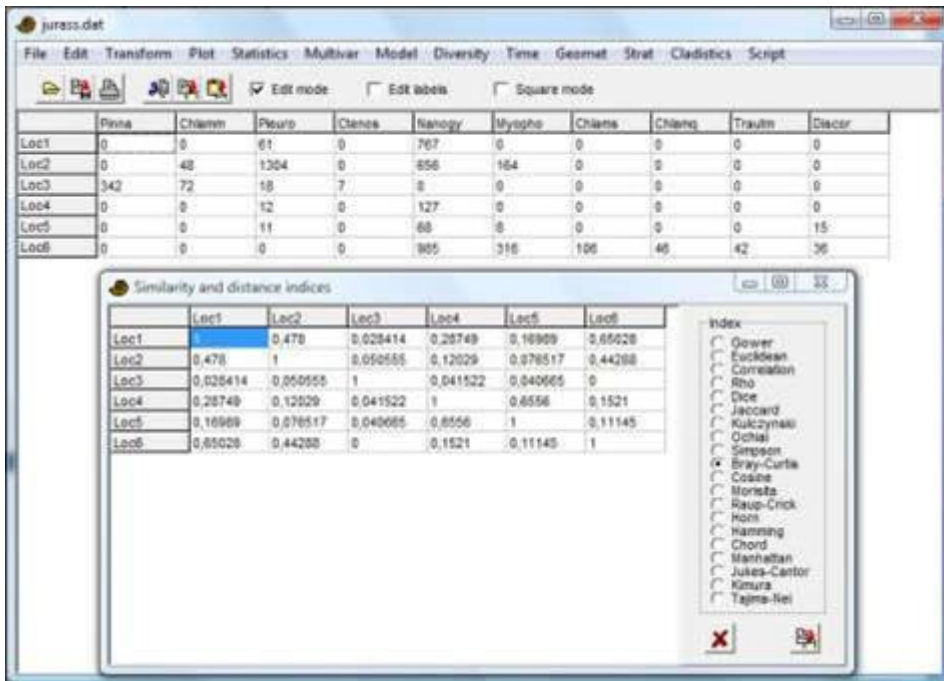 jurass.dat
File Edit Transform Plot Statistics Multivar Model Diversity Time Geomet Strat Cladistics Script
Edit mode Edit labels Square mode
Pinna Chlamm Pleuro Ctenos Nanogy Myopho Chlams Chlamq Trautm Discor
Loc1 0 0 61 0 767 0 0 0 0 0
Loc2 0 48 1304 0 656 164 0 0 0 0
Loc3 342 72 18 7 8 0 0 0 0 0
Loc4 0 0 12 0 127 0 0 0 0 0
Loc5 0 0 11 0 68 8 0 0 0 15
Loc6 0 0 0 0 985 316 106 46 42 36
Similarity and distance indices
Loc1 Loc2 Loc3 Loc4 Loc5 Loc6
Loc1 1 0,478 0,028414 0,28749 0,16989 0,65028
Loc2 0,478 1 0,050555 0,12029 0,076517 0,44288
Loc3 0,028414 0,050555 1 0,041522 0,040665 0
Loc4 0,28749 0,12029 0,041522 1 0,6556 0,1521
Loc5 0,16989 0,076517 0,040665 0,6556 1 0,11145
Loc6 0,65028 0,44288 0 0,1521 0,11145 1
Index
Gower
Euclidean
Correlation
Rho
Dice
Jaccard
Kulczynski
Ochiai
Simpson
Bray-Curtis
Cosine
Morisita
Raup-Crick
Horn
Hamming
Chord
Manhattan
Jukes-Cantor
Kimura
Tajima-Nei